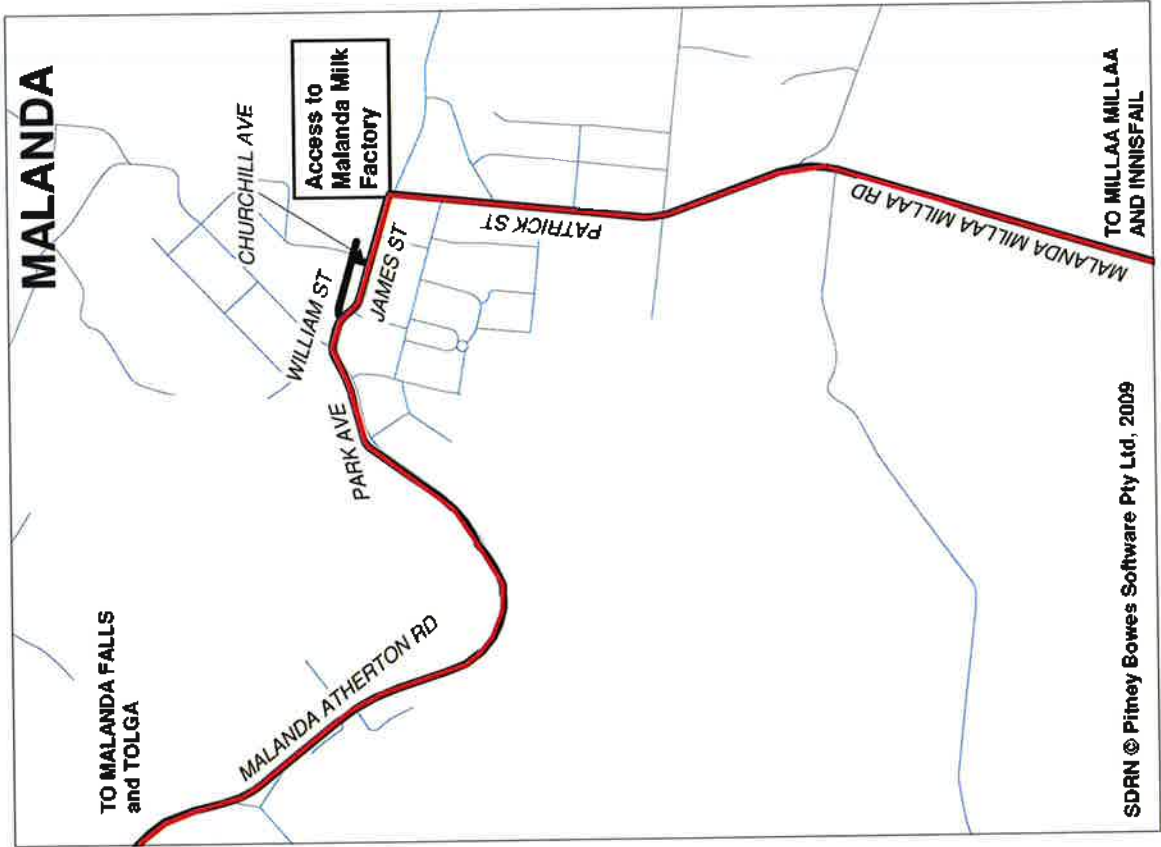 MALANDA
CHURCHILL AVE
Access to
Malanda Milk
Factory
WILLIAM ST
JAMES ST
PATRICK ST
PARK AVE
TO MALANDA FALLS
and TOLGA
MALANDA ATHERTON RD
MALANDA MILLAA MILLAA RD
TO MILLAA MILLAA
AND INNISFAIL
SDRN © Pitney Bowes Software Pty Ltd, 2009